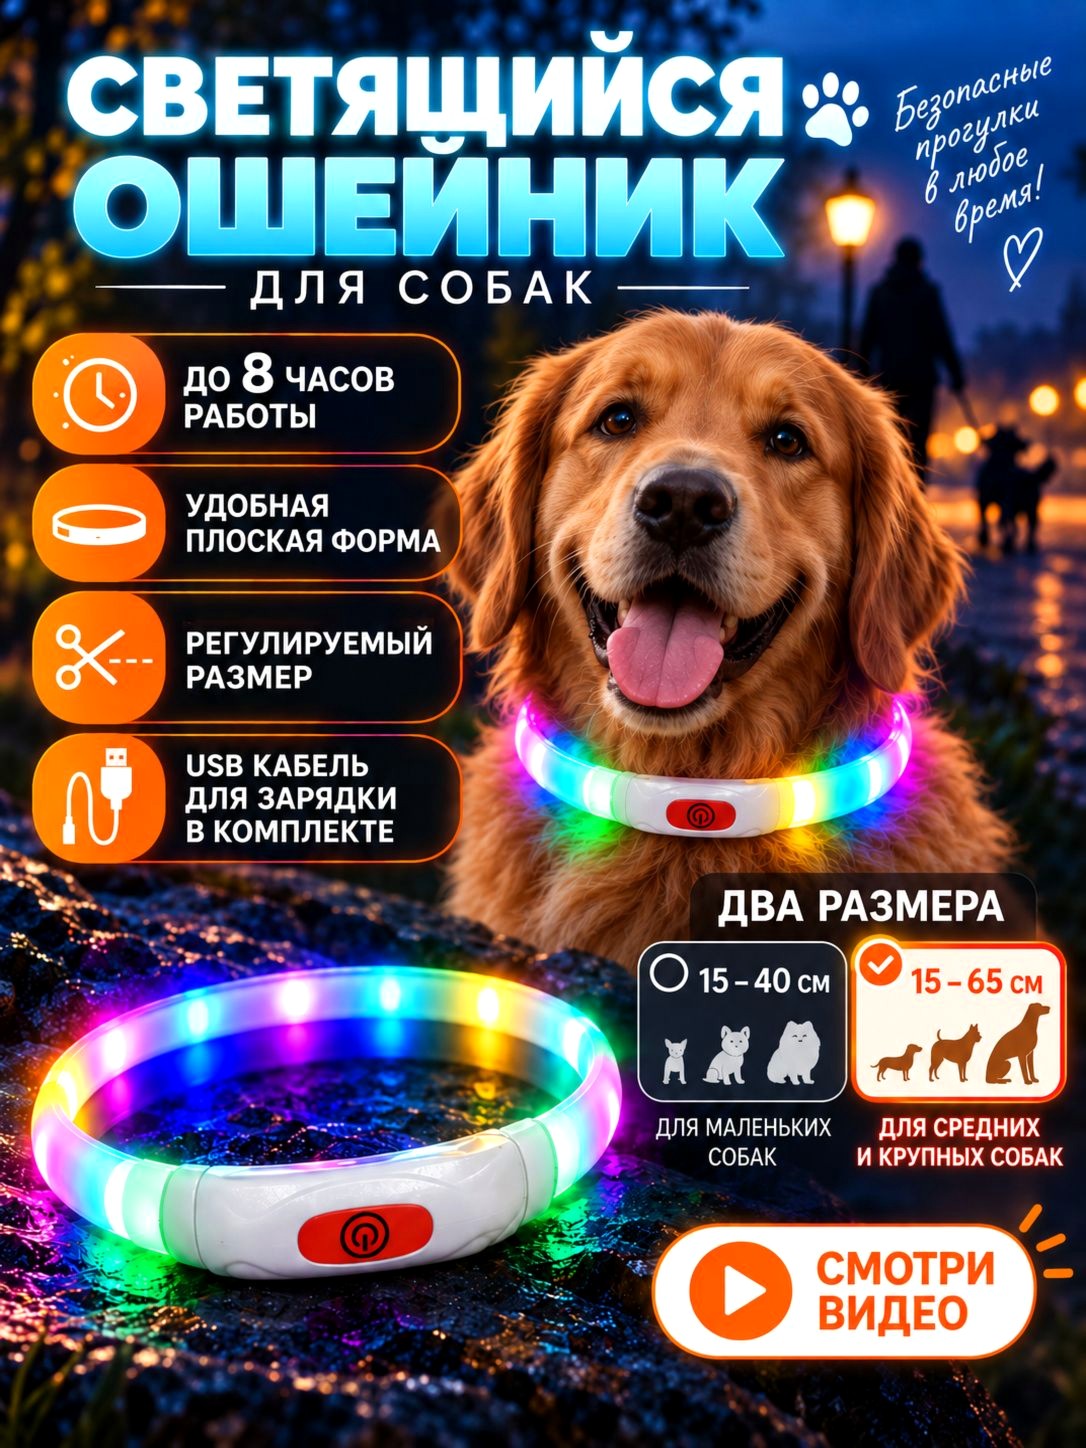 СВЕТЯЩИЙСЯ
ОШЕЙНИК
ДЛЯ СОБАК
Безопасные
прогулки
в любое
время!
ДО 8 ЧАСОВ
РАБОТЫ
УДОБНАЯ
ПЛОСКАЯ ФОРМА
РЕГУЛИРУЕМЫЙ
РАЗМЕР
USB КАБЕЛЬ
ДЛЯ ЗАРЯДКИ
В КОМПЛЕКТЕ
ДВА РАЗМЕРА
15 – 40 СМ
ДЛЯ МАЛЕНЬКИХ
СОБАК
15 – 65 СМ
ДЛЯ СРЕДНИХ
И КРУПНЫХ СОБАК
СМОТРИ
ВИДЕО